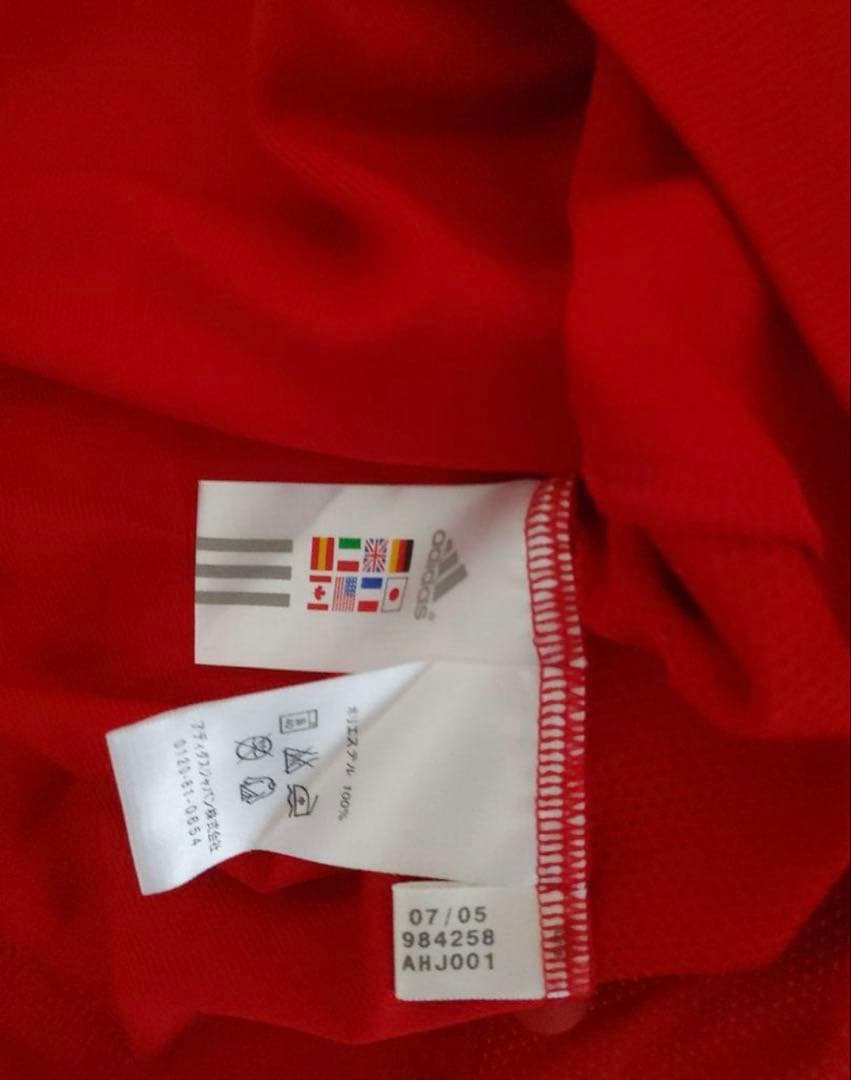 adidas®
ポリエステル 100%
アディダスジャパン株式会社
0120-81-0654
07/05
984258
AHJ001